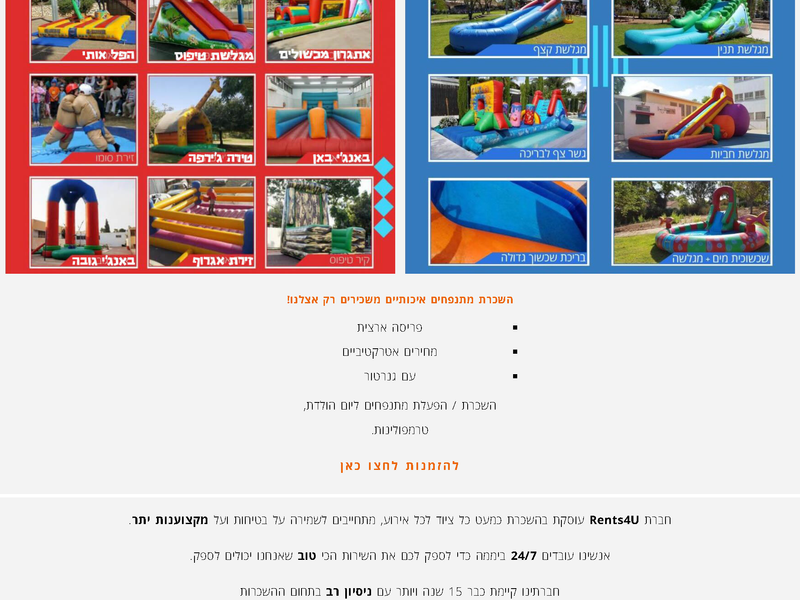 הפל אותי
מגלשת טיפוס
אתגרון מכשולים
מגלשת קצף
מגלשת תנין
זירת סומו
טירה ג'ירפה
באנג'י באן
גשר צף לבריכה
מגלשת חביות
באנג'י גובה
זירת אגרוף
קיר טיפוס
בריכת שכשוך גדולה
שכשוכית מים + מגלשה
השכרת מתנפחים איכותיים משכירים רק אצלנו!
פריסה ארצית
מחירים אטרקטיביים
עם גנרטור
השכרת / הפעלת מתנפחים ליום הולדת,
טרמפולינות.
להזמנות לחצו כאן
חברת Rents4U עוסקת בהשכרת כמעט כל ציוד לכל אירוע, מתחייבים לשמירה על בטיחות ועל מקצוענות יתר.
אנשינו עובדים 24/7 ביממה כדי לספק לכם את השירות הכי טוב שאנחנו יכולים לספק.
חברתינו קיימת כבר 15 שנה ויותר עם ניסיון רב בתחום ההשכרות